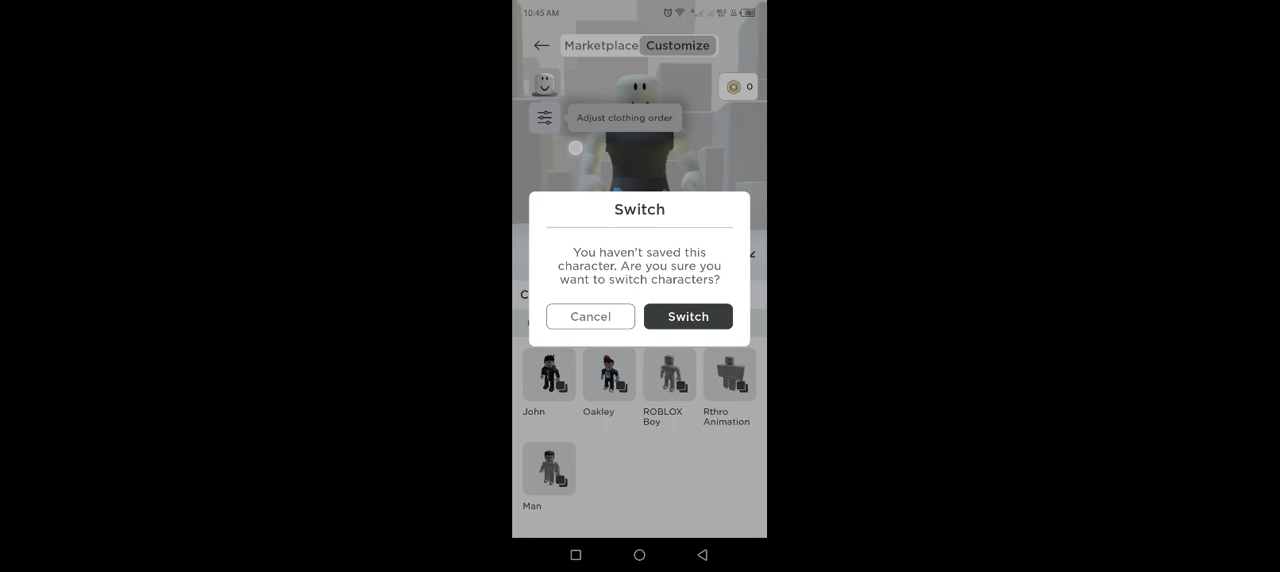 10:45 AM
Marketplace Customize
0
Adjust clothing order
Switch
You haven't saved this
character. Are you sure you
want to switch characters?
Cancel Switch
John Oakley ROBLOX Boy Rthro Animation
Man